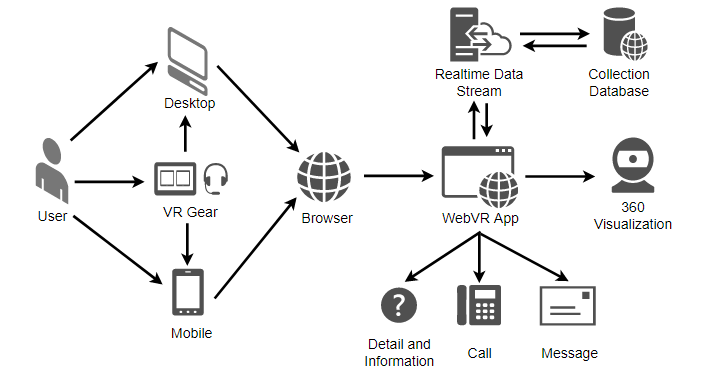 Realtime Data
Stream
Collection
Database
Desktop
User
VR Gear
Browser
WebVR App
360
Visualization
Mobile
?
Detail and
Information
Call
Message